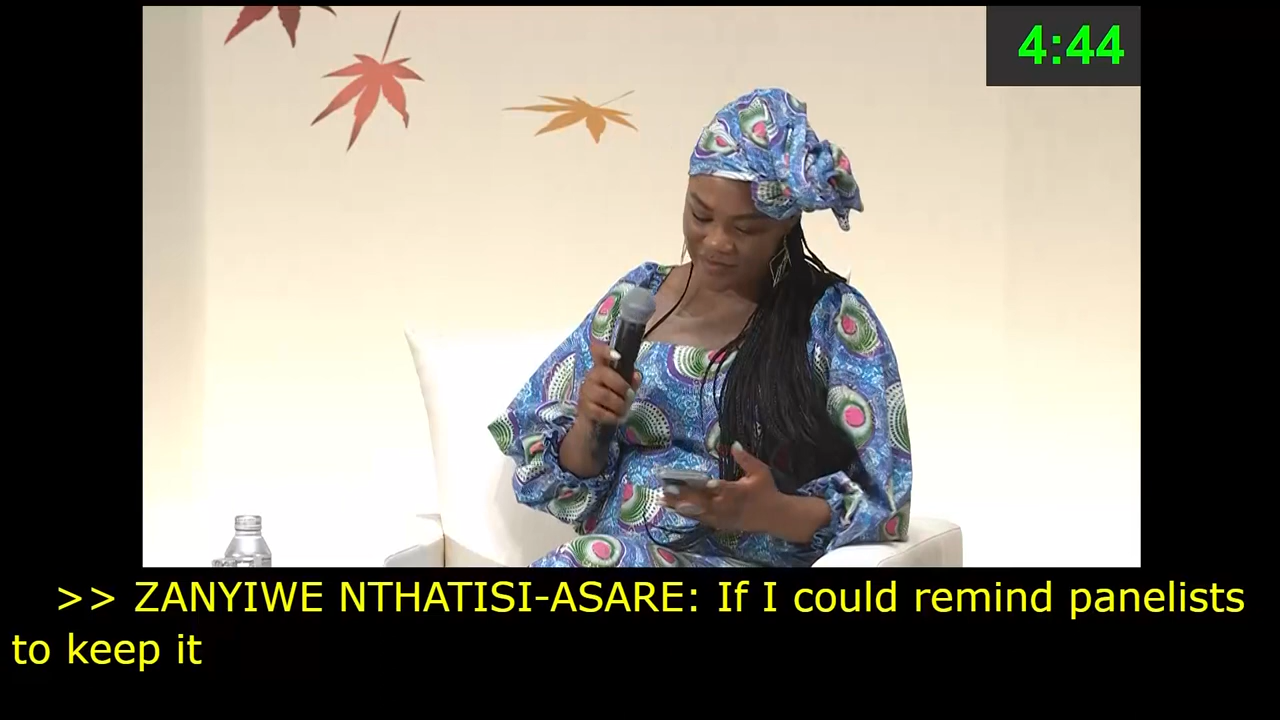 4:44
>> ZANYIWE NTHATISI-ASARE: If I could remind panelists
to keep it